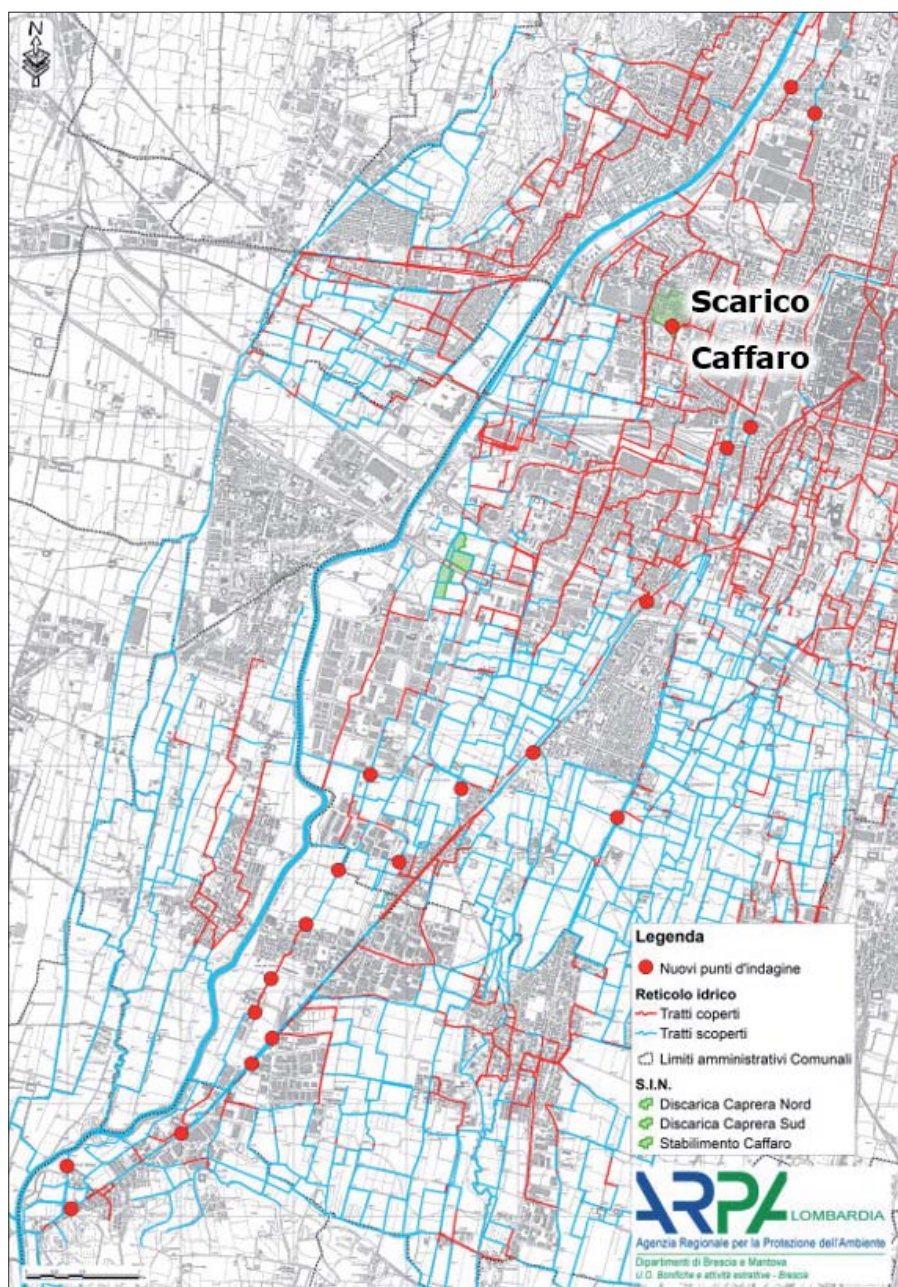 N
Scarico
Caffaro
Legenda
Nuovi punti d'indagine
Reticolo idrico
Tratti coperti
Tratti scoperti
Limiti amministrativi Comunali
S.I.N.
Discarica Caprera Nord
Discarica Caprera Sud
Stabilimento Caffaro
ARPA LOMBARDIA
Agenzia Regionale per la Protezione dell'Ambiente
Dipartimenti di Brescia e Mantova
U.O. Bonifiche e attività estrattive - Brescia